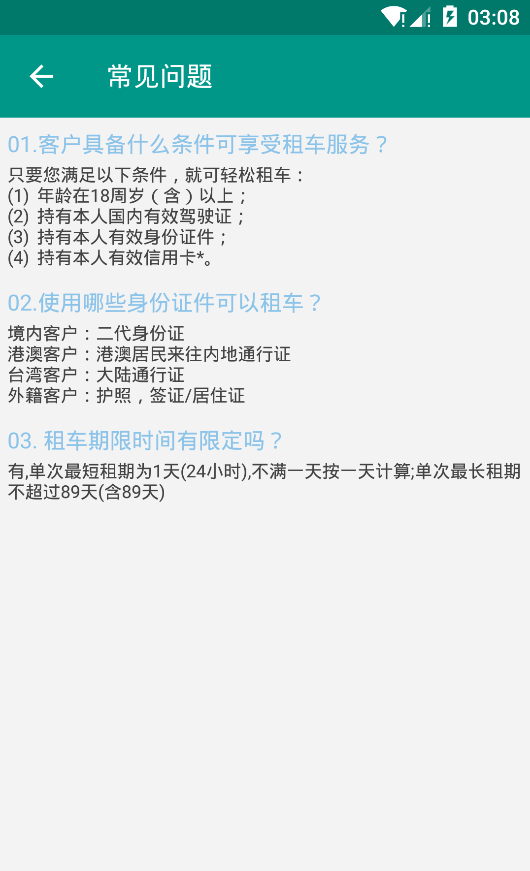 03:08
常见问题
01.客户具备什么条件可享受租车服务？
只要您满足以下条件，就可轻松租车：
(1) 年龄在18周岁（含）以上；
(2) 持有本人国内有效驾驶证；
(3) 持有本人有效身份证件；
(4) 持有本人有效信用卡*。
02.使用哪些身份证件可以租车？
境内客户：二代身份证
港澳客户：港澳居民来往内地通行证
台湾客户：大陆通行证
外籍客户：护照，签证/居住证
03. 租车期限时间有限定吗？
有,单次最短租期为1天(24小时),不满一天按一天计算;单次最长租期
不超过89天(含89天)